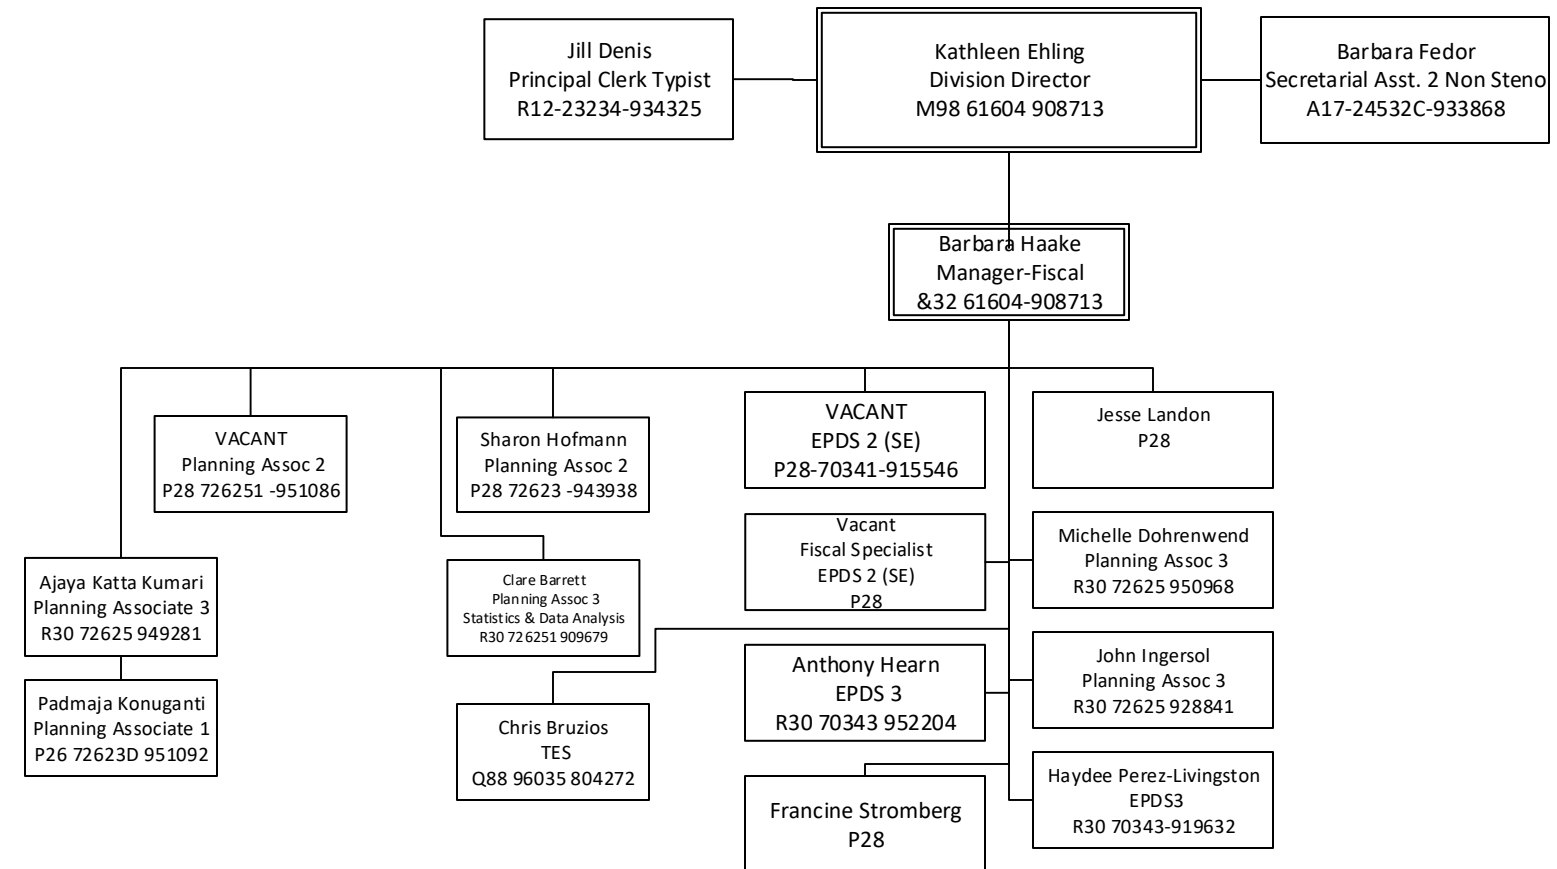 Jill Denis
Principal Clerk Typist
R12-23234-934325
Kathleen Ehling
Division Director
M98 61604 908713
Barbara Fedor
Secretarial Asst. 2 Non Steno
A17-24532C-933868
Barbara Haake
Manager-Fiscal
&32 61604-908713
VACANT
Planning Assoc 2
P28 726251 -951086
Sharon Hofmann
Planning Assoc 2
P28 72623 -943938
VACANT
EPDS 2 (SE)
P28-70341-915546
Jesse Landon
P28
Ajaya Katta Kumari
Planning Associate 3
R30 72625 949281
Clare Barrett
Planning Assoc 3
Statistics & Data Analysis
R30 726251 909679
Vacant
Fiscal Specialist
EPDS 2 (SE)
P28
Michelle Dohrenwend
Planning Assoc 3
R30 72625 950968
Padmaja Konuganti
Planning Associate 1
P26 72623D 951092
Chris Bruzios
TES
Q88 96035 804272
Anthony Hearn
EPDS 3
R30 70343 952204
John Ingersol
Planning Assoc 3
R30 72625 928841
Francine Stromberg
P28
Haydee Perez-Livingston
EPDS3
R30 70343-919632